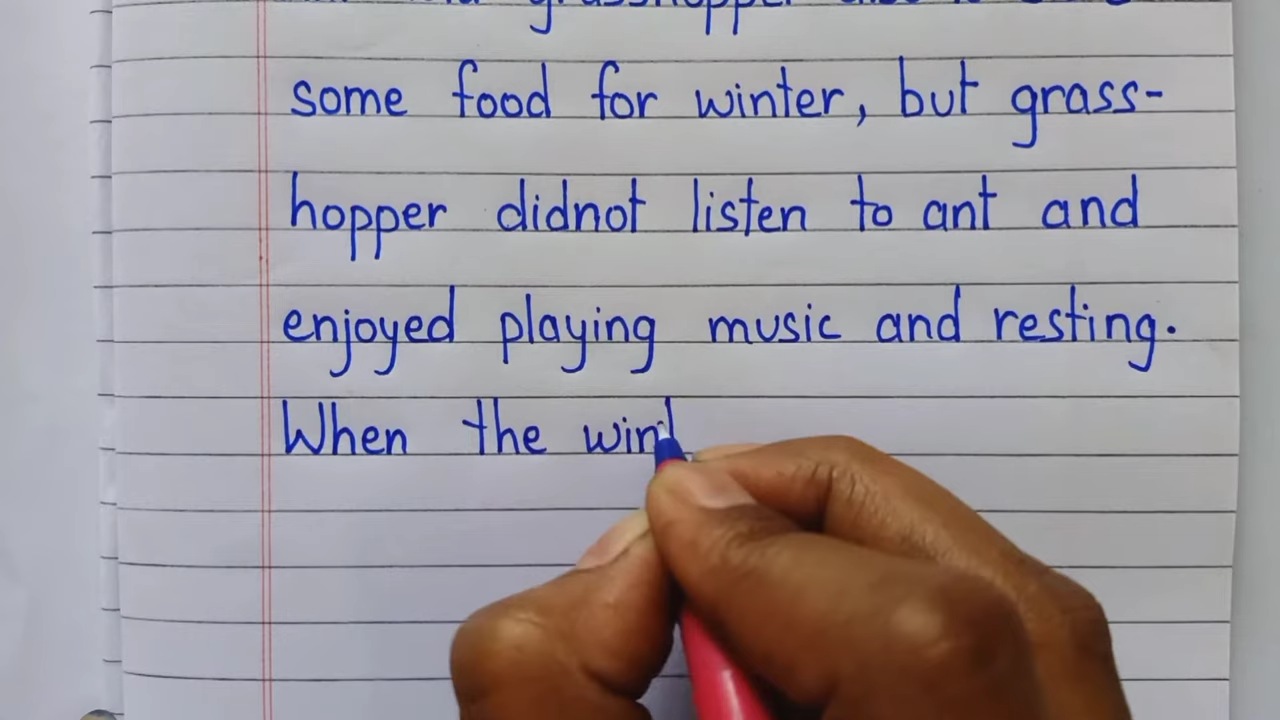 grasshopper
some food for winter, but grass-
hopper didnot listen to ant and
enjoyed playing music and resting.
When the